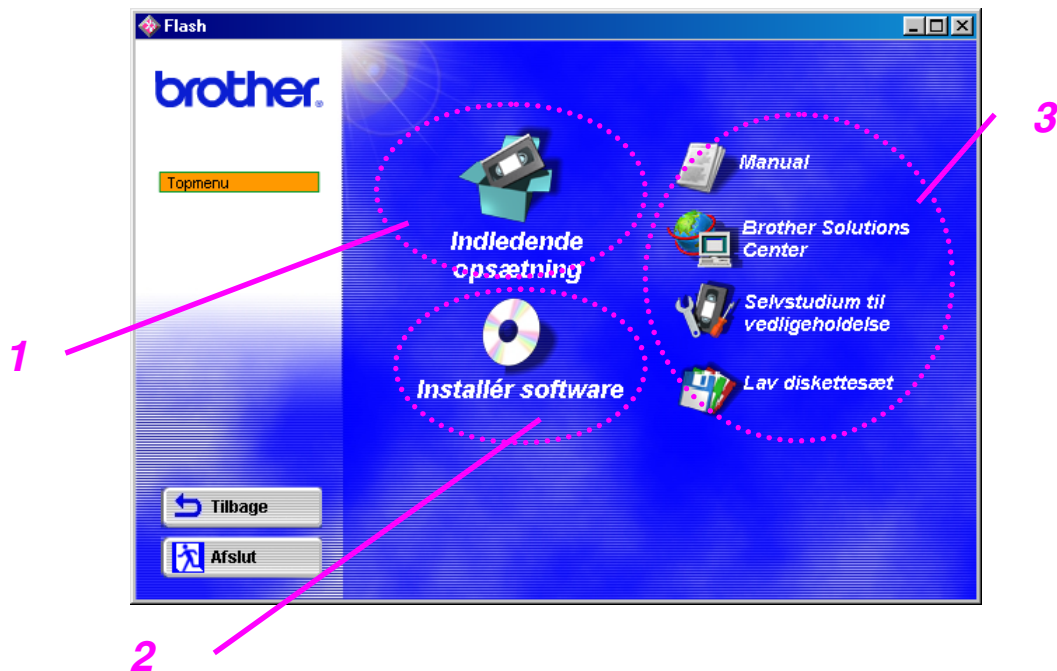 Flash
brother®
Topmenu
Indledende
opsætning
Installér software
Manual
Brother Solutions
Center
Selvstudium til
vedligeholdelse
Lav diskettesæt
Tilbage
Afslut
1
2
3